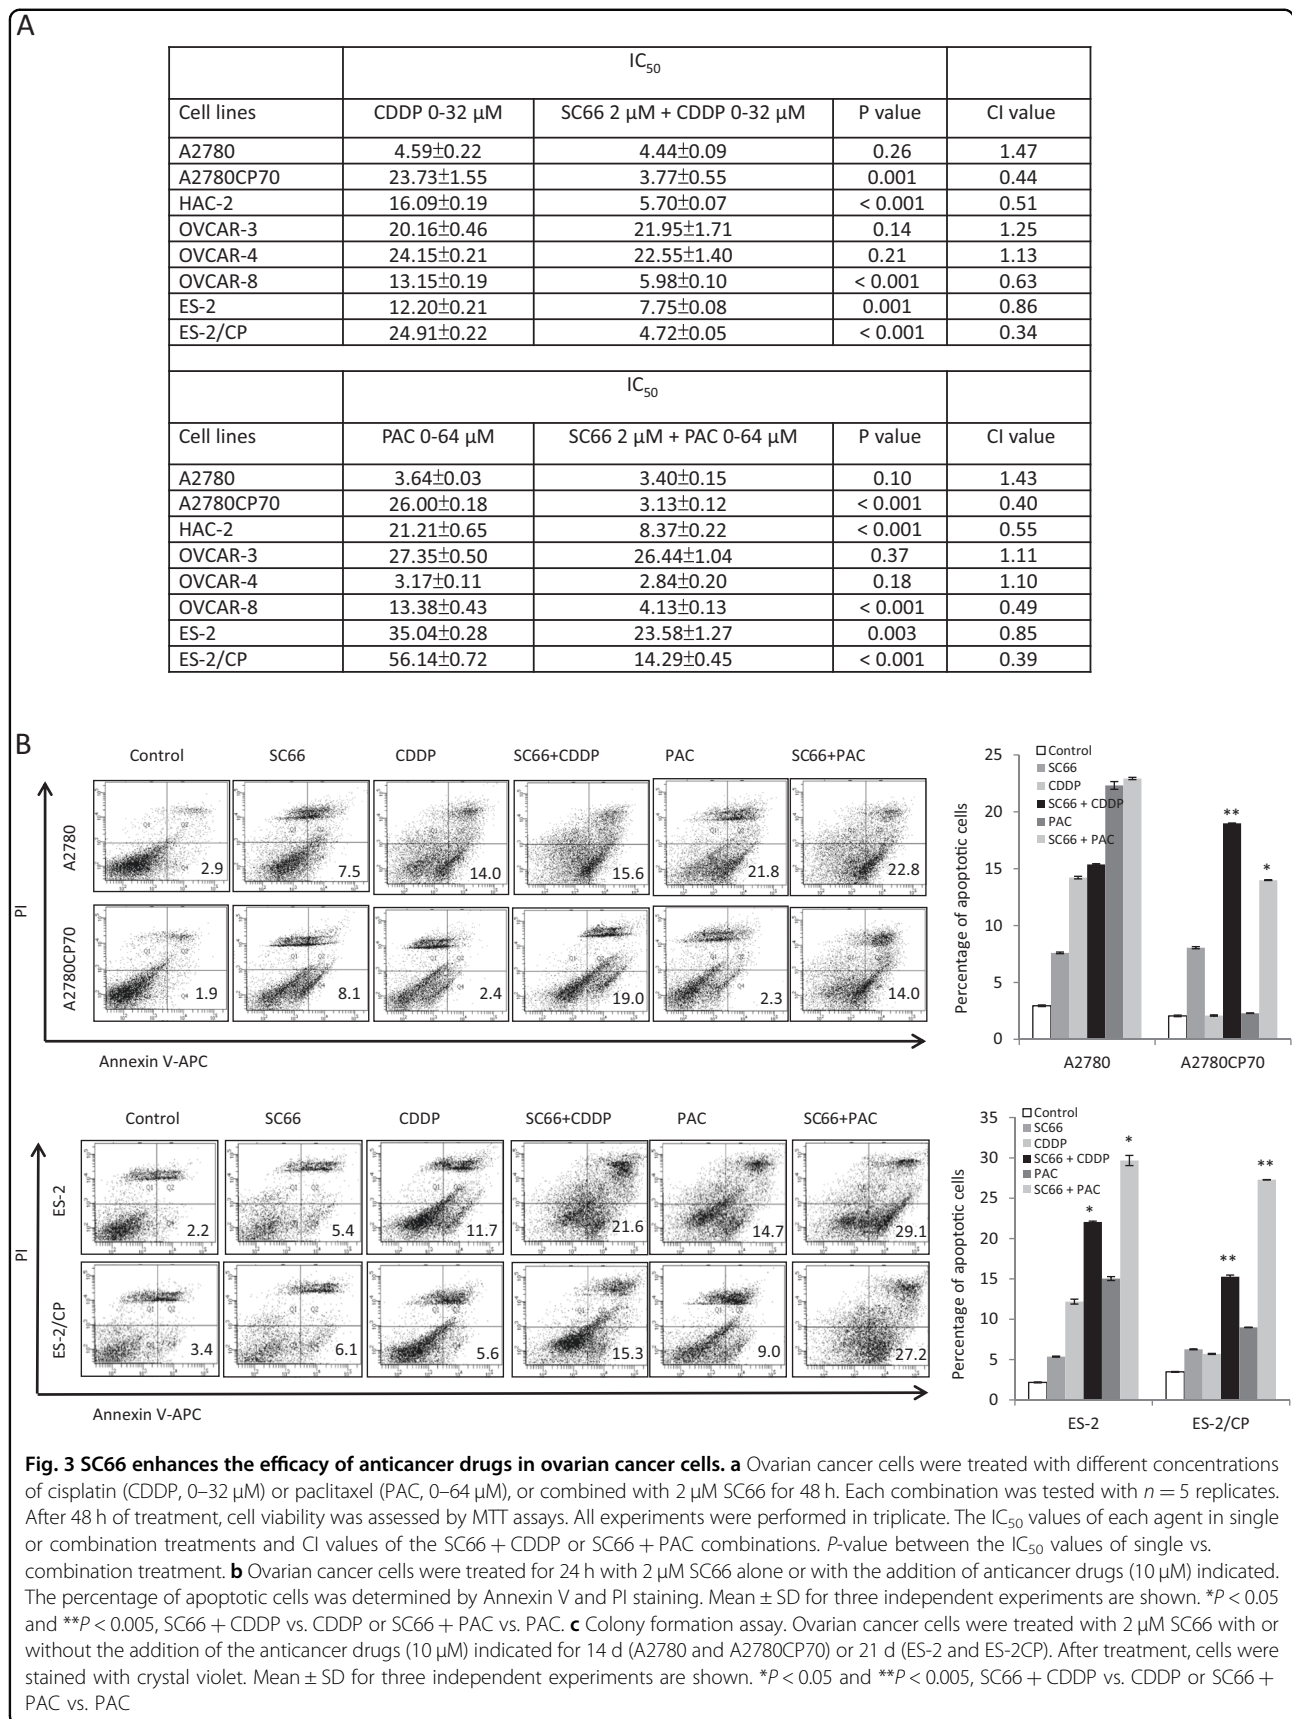 A
IC50
Cell lines CDDP 0-32 µM SC66 2 µM + CDDP 0-32 µM P value CI value
A2780 4.59±0.22 4.44±0.09 0.26 1.47
A2780CP70 23.73±1.55 3.77±0.55 0.001 0.44
HAC-2 16.09±0.19 5.70±0.07 < 0.001 0.51
OVCAR-3 20.16±0.46 21.95±1.71 0.14 1.25
OVCAR-4 24.15±0.21 22.55±1.40 0.21 1.13
OVCAR-8 13.15±0.19 5.98±0.10 < 0.001 0.63
ES-2 12.20±0.21 7.75±0.08 0.001 0.86
ES-2/CP 24.91±0.22 4.72±0.05 < 0.001 0.34
IC50
Cell lines PAC 0-64 µM SC66 2 µM + PAC 0-64 µM P value CI value
A2780 3.64±0.03 3.40±0.15 0.10 1.43
A2780CP70 26.00±0.18 3.13±0.12 < 0.001 0.40
HAC-2 21.21±0.65 8.37±0.22 < 0.001 0.55
OVCAR-3 27.35±0.50 26.44±1.04 0.37 1.11
OVCAR-4 3.17±0.11 2.84±0.20 0.18 1.10
OVCAR-8 13.38±0.43 4.13±0.13 < 0.001 0.49
ES-2 35.04±0.28 23.58±1.27 0.003 0.85
ES-2/CP 56.14±0.72 14.29±0.45 < 0.001 0.39
B
Control SC66 CDDP SC66+CDDP PAC SC66+PAC
PI
A2780
2.9 7.5 14.0 15.6 21.8 22.8
A2780CP70
1.9 8.1 2.4 19.0 2.3 14.0
Annexin V-APC
Percentage of apoptotic cells
25
20
15
10
5
0
Control
SC66
CDDP
SC66 + CDDP
PAC
SC66 + PAC
**
*
A2780 A2780CP70
Control SC66 CDDP SC66+CDDP PAC SC66+PAC
PI
ES-2
2.2 5.4 11.7 21.6 14.7 29.1
ES-2/CP
3.4 6.1 5.6 15.3 9.0 27.2
Annexin V-APC
Percentage of apoptotic cells
35
30
25
20
15
10
5
0
Control
SC66
CDDP
SC66 + CDDP
PAC
SC66 + PAC
*
*
**
**
ES-2 ES-2/CP
Fig. 3 SC66 enhances the efficacy of anticancer drugs in ovarian cancer cells. a Ovarian cancer cells were treated with different concentrations
of cisplatin (CDDP, 0–32 µM) or paclitaxel (PAC, 0–64 µM), or combined with 2 µM SC66 for 48 h. Each combination was tested with n = 5 replicates.
After 48 h of treatment, cell viability was assessed by MTT assays. All experiments were performed in triplicate. The IC50 values of each agent in single
or combination treatments and CI values of the SC66 + CDDP or SC66 + PAC combinations. P-value between the IC50 values of single vs.
combination treatment. b Ovarian cancer cells were treated for 24 h with 2 µM SC66 alone or with the addition of anticancer drugs (10 µM) indicated.
The percentage of apoptotic cells was determined by Annexin V and PI staining. Mean ± SD for three independent experiments are shown. *P < 0.05
and **P < 0.005, SC66 + CDDP vs. CDDP or SC66 + PAC vs. PAC. c Colony formation assay. Ovarian cancer cells were treated with 2 µM SC66 with or
without the addition of the anticancer drugs (10 µM) indicated for 14 d (A2780 and A2780CP70) or 21 d (ES-2 and ES-2CP). After treatment, cells were
stained with crystal violet. Mean ± SD for three independent experiments are shown. *P < 0.05 and **P < 0.005, SC66 + CDDP vs. CDDP or SC66 +
PAC vs. PAC